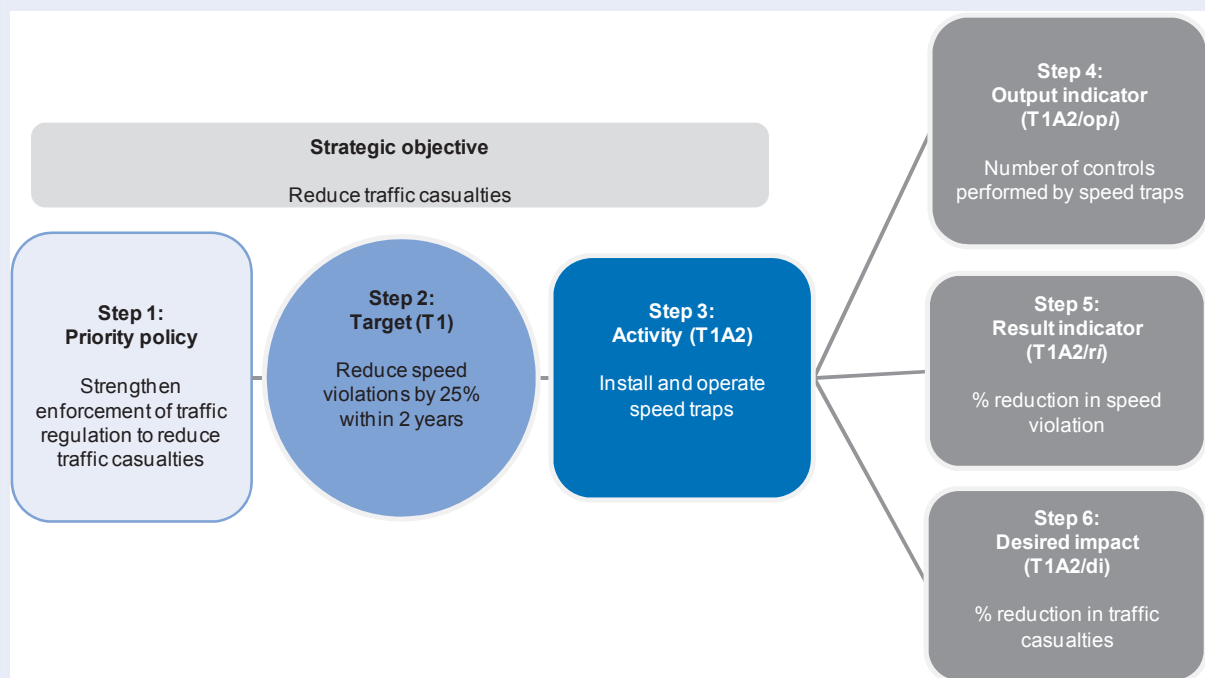 Strategic objective
Reduce traffic casualties
Step 1:
Priority policy
Strengthen
enforcement of traffic
regulation to reduce
traffic casualties
Step 2:
Target (T1)
Reduce speed
violations by 25%
within 2 years
Step 3:
Activity (T1A2)
Install and operate
speed traps
Step 4:
Output indicator
(T1A2/opi)
Number of controls
performed by speed traps
Step 5:
Result indicator
(T1A2/ri)
% reduction in speed
violation
Step 6:
Desired impact
(T1A2/di)
% reduction in traffic
casualties